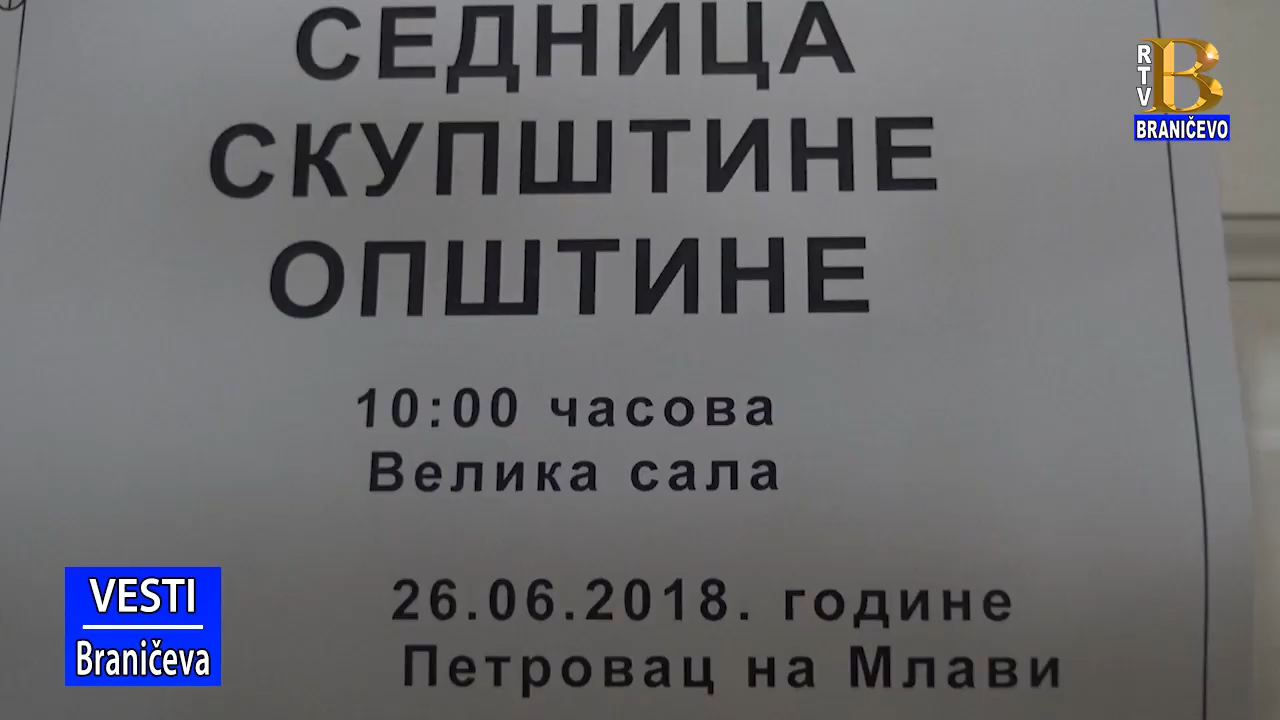 СЕДНИЦА
СКУПШТИНЕ
ОПШТИНЕ
10:00 часова
Велика сала
26.06.2018. године
Петровац на Млави
RTV
B
BRANIČEVO
VESTI
Braničeva